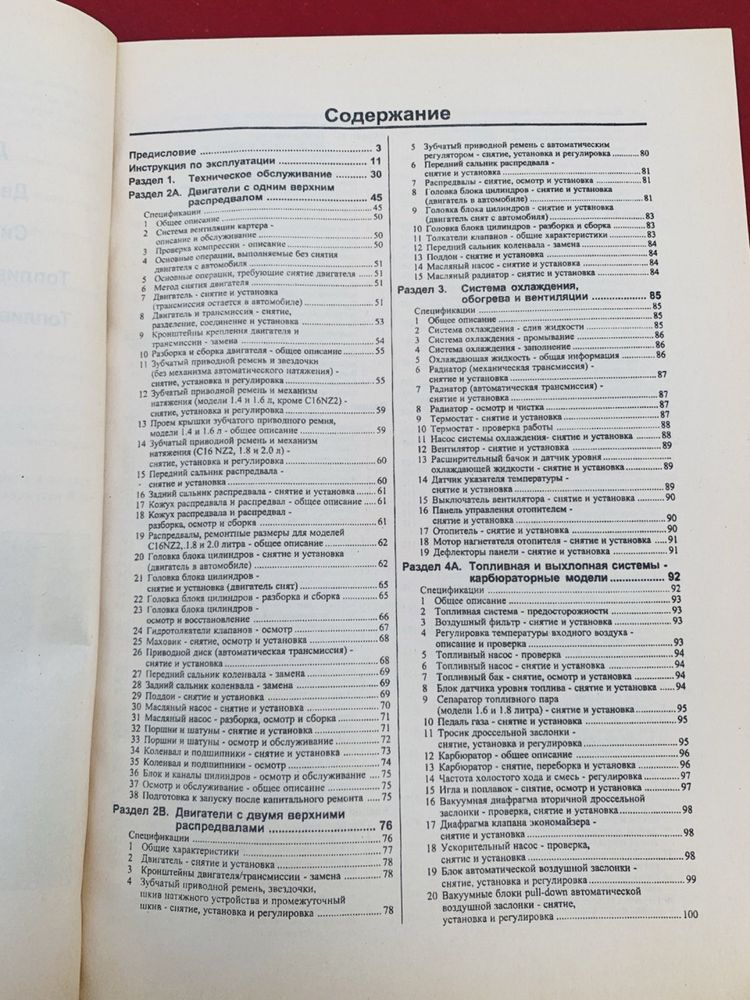 Содержание
Предисловие 3
Инструкция по эксплуатации 11
Раздел 1. Техническое обслуживание 30
Раздел 2А. Двигатели с одним верхним
распредвалом 45
Спецификации 45
1 Общее описание 50
2 Система вентиляции картера -
описание и обслуживание 50
3 Проверка компрессии - описание 50
4 Основные операции, выполняемые без снятия
двигателя с автомобиля 51
5 Основные операции, требующие снятие двигателя 51
6 Метод снятия двигателя 51
7 Двигатель - снятие и установка
(трансмиссия остается в автомобиле) 51
8 Двигатель и трансмиссия - снятие,
разделение, соединение и установка 53
9 Кронштейны крепления двигателя и
трансмиссии - замена 54
10 Разборка и сборка двигателя - общее описание 55
11 Зубчатый приводной ремень и звездочки
(без механизма автоматического натяжения) -
снятие, установка и регулировка 55
12 Зубчатый приводной ремень и механизм
натяжения (модели 1.4 и 1.6 л, кроме C16NZ2) -
снятие, установка и регулировка 59
13 Проем крышки зубчатого приводного ремня,
модели 1.4 и 1.6 л - общее описание 59
14 Зубчатый приводной ремень и механизм
натяжения (C16 NZ2, 1.8 и 2.0 л) -
снятие, установка и регулировка 60
15 Передний сальник распредвала -
- снятие и установка 60
16 Задний сальник распредвала - снятие и установка 61
17 Кожух распредвала и распредвал - общее описание 61
18 Кожух распредвала и распредвал -
разборка, осмотр и сборка 61
19 Распредвалы, ремонтные размеры для моделей
C16NZ2, 1.8 и 2.0 литра - общее описание 62
20 Головка блока цилиндров - снятие и установка
(двигатель в автомобиле) 62
21 Головка блока цилиндров -
снятие и установка (двигатель снят) 65
22 Головка блока цилиндров - разборка и сборка 65
23 Головка блока цилиндров -
осмотр и восстановление 66
24 Гидротолкатели клапанов - осмотр 67
25 Маховик - снятие, осмотр и установка 68
26 Приводной диск (автоматическая трансмиссия) -
снятие и установка 68
27 Передний сальник коленвала - замена 69
28 Задний сальник коленвала - замена 69
29 Поддон - снятие и установка 69
30 Масляный насос - снятие и установка 70
31 Масляный насос - разборка, осмотр и сборка 71
32 Поршни и шатуны - снятие и установка 71
33 Поршни и шатуны - осмотр и обслуживание 72
34 Коленвал и подшипники - снятие и установка 73
35 Коленвал и подшипники - осмотр 74
36 Блок и каналы цилиндров - осмотр и обслуживание 75
37 Осмотр и обслуживание - общее описание 75
38 Подготовка к запуску после капитального ремонта 75
Раздел 2В. Двигатели с двумя верхними
распредвалами 76
Спецификации 76
1 Общие характеристики 77
2 Двигатель - снятие и установка 78
3 Кронштейны двигателя/трансмиссии - замена 78
4 Зубчатый приводной ремень, звездочки,
шкив натяжного устройства и промежуточный
шкив - снятие, установка и регулировка 78
5 Зубчатый приводной ремень с автоматическим
регулятором - снятие, установка и регулировка 80
6 Передний сальник распредвала -
снятие и установка 81
7 Распредвалы - снятие, осмотр и установка 81
8 Головка блока цилиндров - снятие и установка
(двигатель в автомобиле) 81
9 Головка блока цилиндров - снятие и установка
(двигатель снят с автомобиля) 83
10 Головка блока цилиндров - разборка и сборка 83
11 Толкатели клапанов - общие характеристики 83
12 Передний сальник коленвала - замена 84
13 Поддон - снятие и установка 84
14 Масляный насос - снятие и установка 84
15 Масляный радиатор - снятие и установка 84
Раздел 3. Система охлаждения,
обогрева и вентиляции 85
Спецификации 85
1 Общее описание 85
2 Система охлаждения - слив жидкости 85
3 Система охлаждения - промывание 86
4 Система охлаждения - заполнение 86
5 Охлаждающая жидкость - общая информация 86
6 Радиатор (механическая трансмиссия) -
снятие и установка 87
7 Радиатор (автоматическая трансмиссия) -
снятие и установка 87
8 Радиатор - осмотр и чистка 87
9 Термостат - снятие и установка 87
10 Термостат - проверка работы 88
11 Насос системы охлаждения- снятие и установка 88
12 Вентилятор - снятие и установка 89
13 Расширительный бачок и датчик уровня
охлаждающей жидкости - снятие и установка 89
14 Датчик указателя температуры -
снятие и установка 89
15 Выключатель вентилятора - снятие и установка 90
16 Панель управления отопителем -
снятие и установка 90
17 Отопитель - снятие и установка 90
18 Мотор нагнетателя отопителя - снятие и установка 91
19 Дефлекторы панели - снятие и установка 91
Раздел 4А. Топливная и выхлопная системы -
карбюраторные модели 92
Спецификации 92
1 Общее описание 93
2 Топливная система - предосторожности 93
3 Воздушный фильтр - снятие и установка 93
4 Регулировка температуры входного воздуха -
описание и проверка 93
5 Топливный насос - проверка 94
6 Топливный насос - снятие и установка 94
7 Топливный бак - снятие, осмотр и установка 94
8 Блок датчика уровня топлива - снятие и установка 94
9 Сепаратор топливного пара
(модели 1.6 и 1.8 литра) - снятие и установка 95
10 Педаль газа - снятие и установка 95
11 Тросик дроссельной заслонки -
снятие, установка и регулировка 95
12 Карбюратор - общее описание 96
13 Карбюратор - снятие, переборка и установка 96
14 Частота холостого хода и смесь - регулировка 97
15 Игла и поплавок - снятие, осмотр и установка 97
16 Вакуумная диафрагма вторичной дроссельной
заслонки - проверка, снятие и установка 98
17 Диафрагма клапана экономайзера -
снятие и установка 98
18 Ускорительный насос - проверка,
снятие и установка 98
19 Блок автоматической воздушной заслонки -
снятие, установка и регулировка 99
20 Вакуумные блоки pull-down автоматической
воздушной заслонки - снятие,
установка и регулировка 100